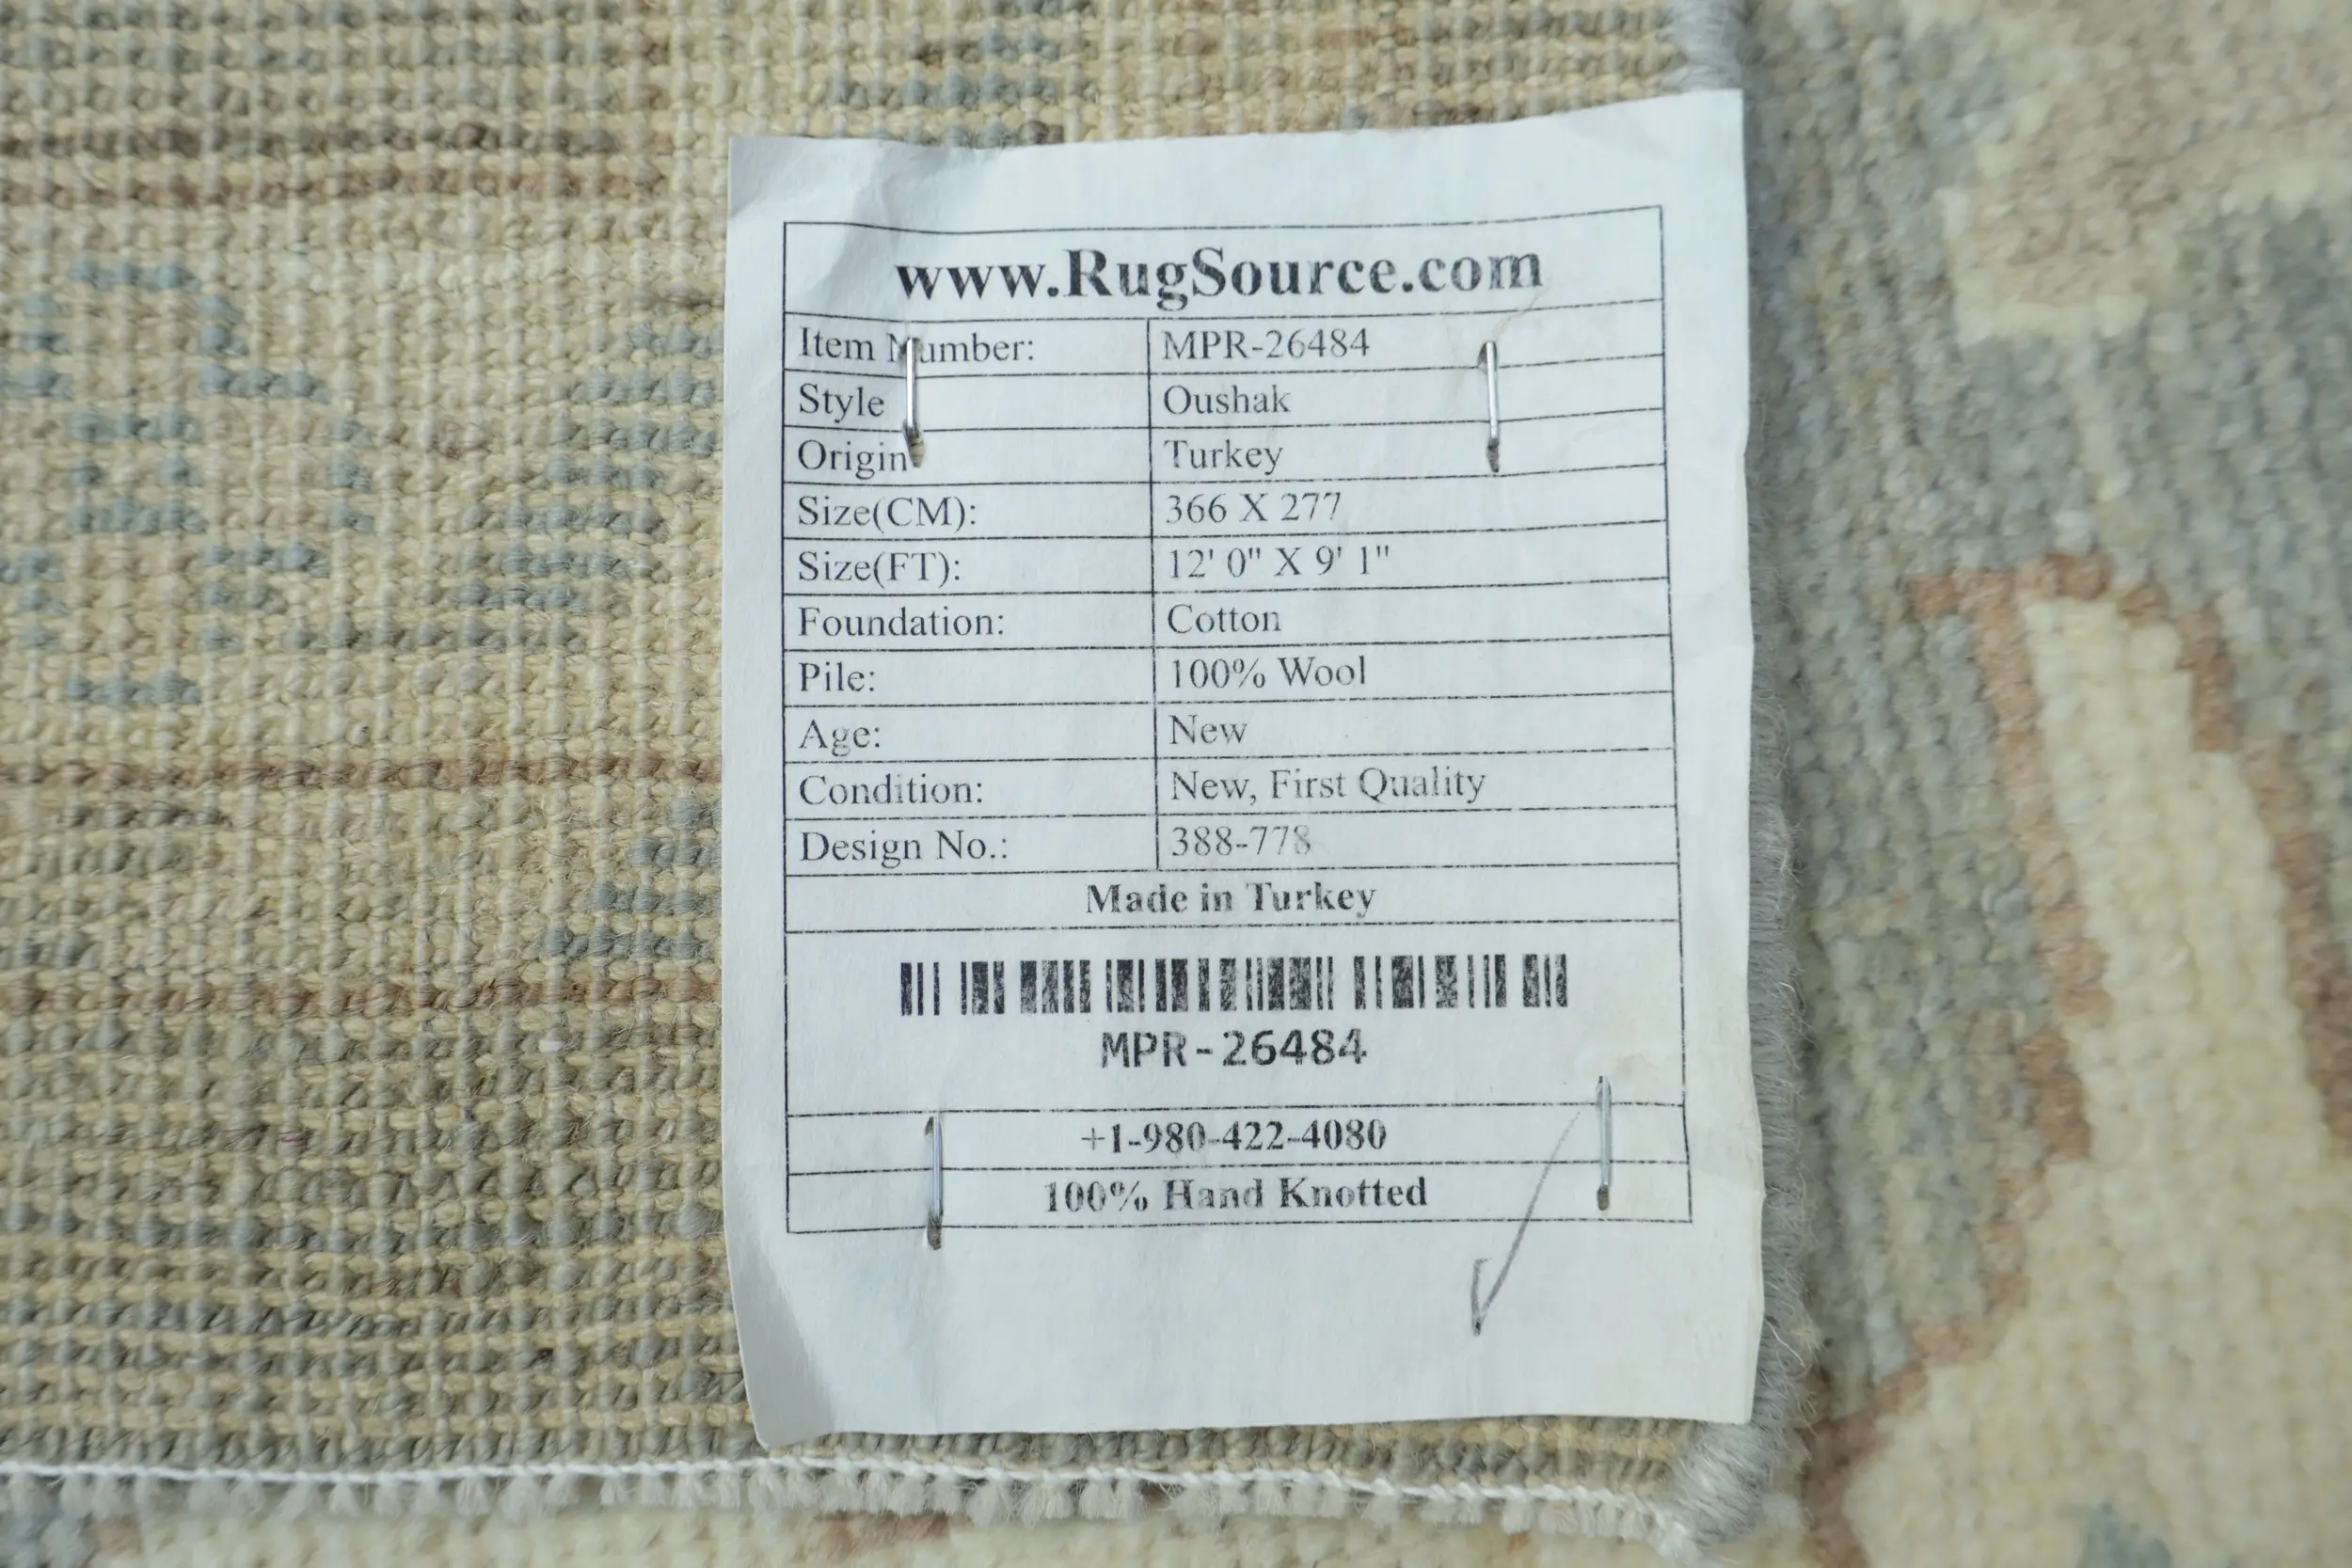 www.RugSource.com
Item Number: MPR-26484
Style Oushak
Origin Turkey
Size(CM): 366 X 277
Size(FT): 12' 0" X 9' 1"
Foundation: Cotton
Pile: 100% Wool
Age: New
Condition: New, First Quality
Design No.: 388-778
Made in Turkey
MPR-26484
+1-980-422-4080
100% Hand Knotted